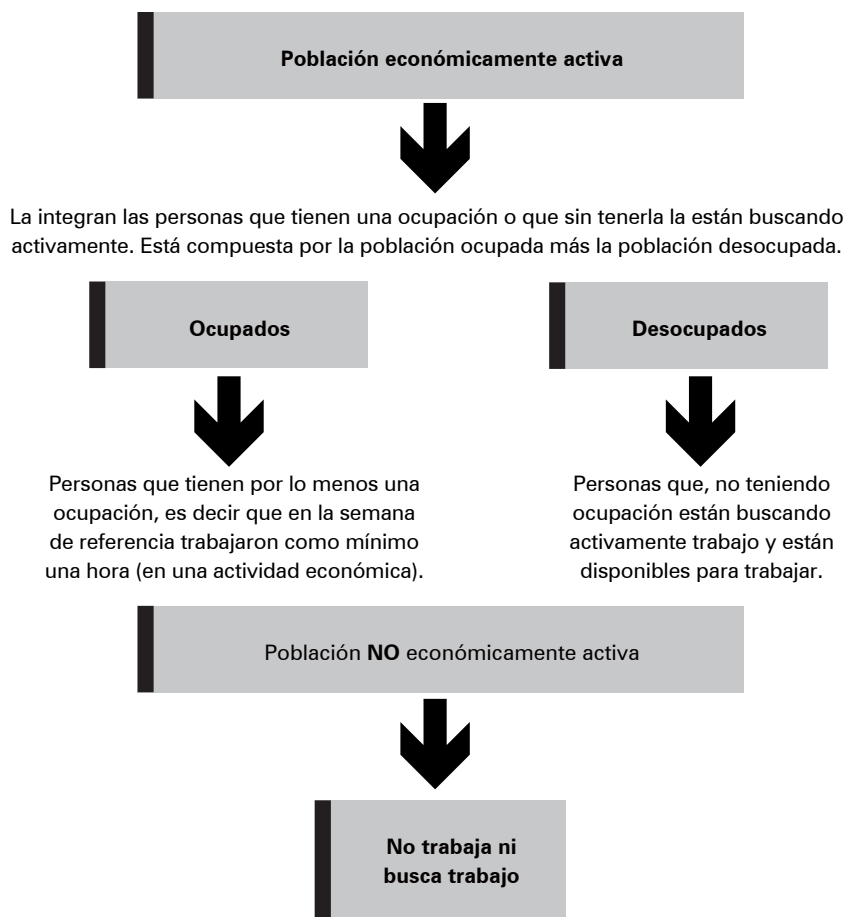 Población económicamente activa
La integran las personas que tienen una ocupación o que sin tenerla la están buscando
activamente. Está compuesta por la población ocupada más la población desocupada.
Ocupados
Desocupados
Personas que tienen por lo menos una
ocupación, es decir que en la semana
de referencia trabajaron como mínimo
una hora (en una actividad económica).
Personas que, no teniendo
ocupación están buscando
activamente trabajo y están
disponibles para trabajar.
Población NO económicamente activa
No trabaja ni
busca trabajo